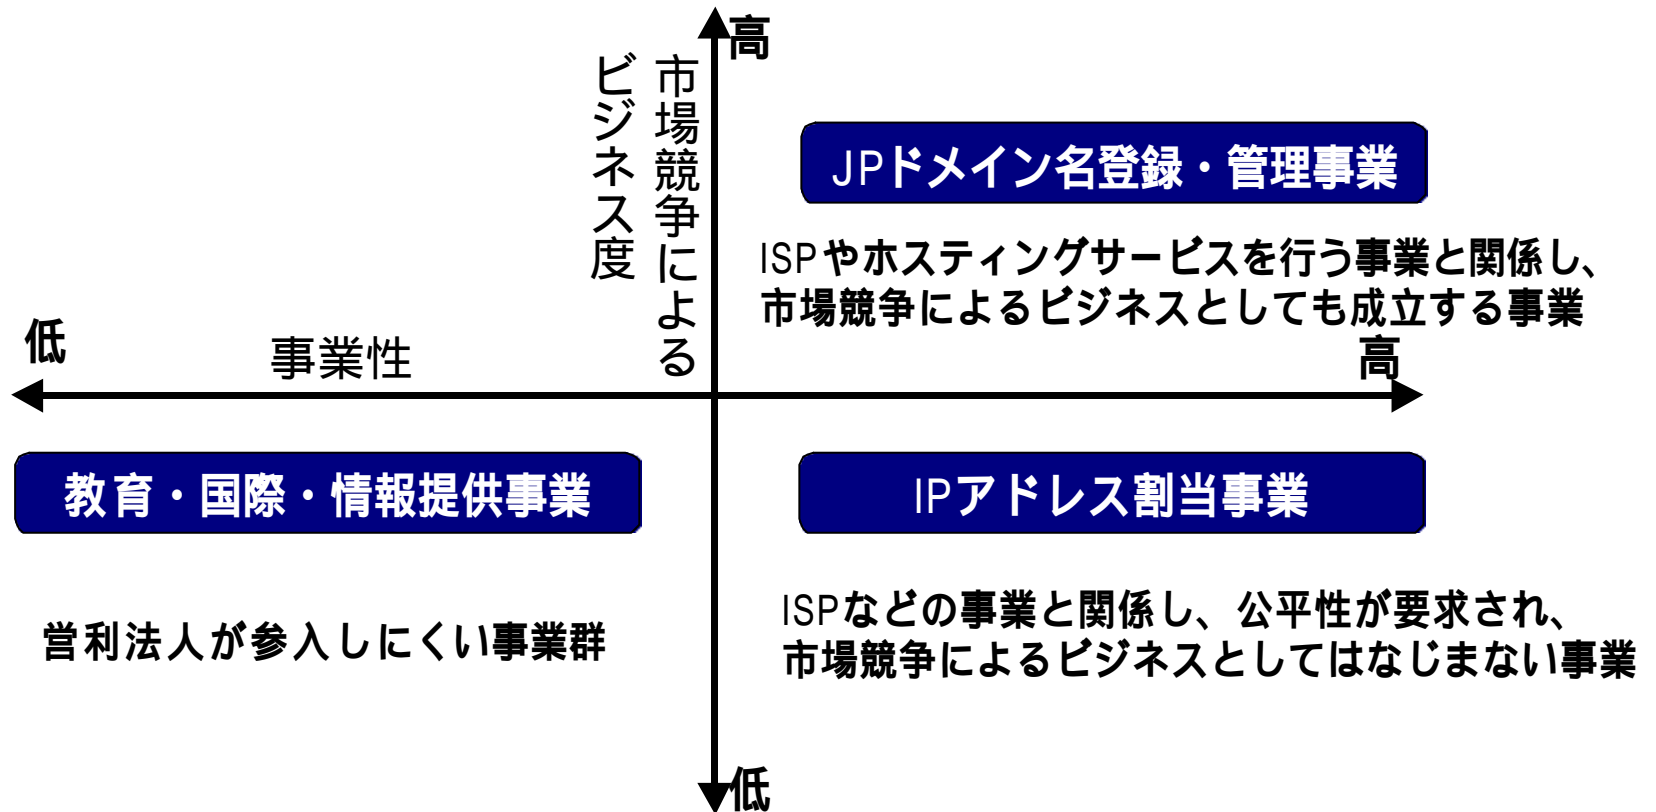 高
市場競争による
ビジネス度
JPドメイン名登録・管理事業
ISPやホスティングサービスを行う事業と関係し、
市場競争によるビジネスとしても成立する事業
低
事業性
高
教育・国際・情報提供事業
営利法人が参入しにくい事業群
IPアドレス割当事業
ISPなどの事業と関係し、公平性が要求され、
市場競争によるビジネスとしてはなじまない事業
低